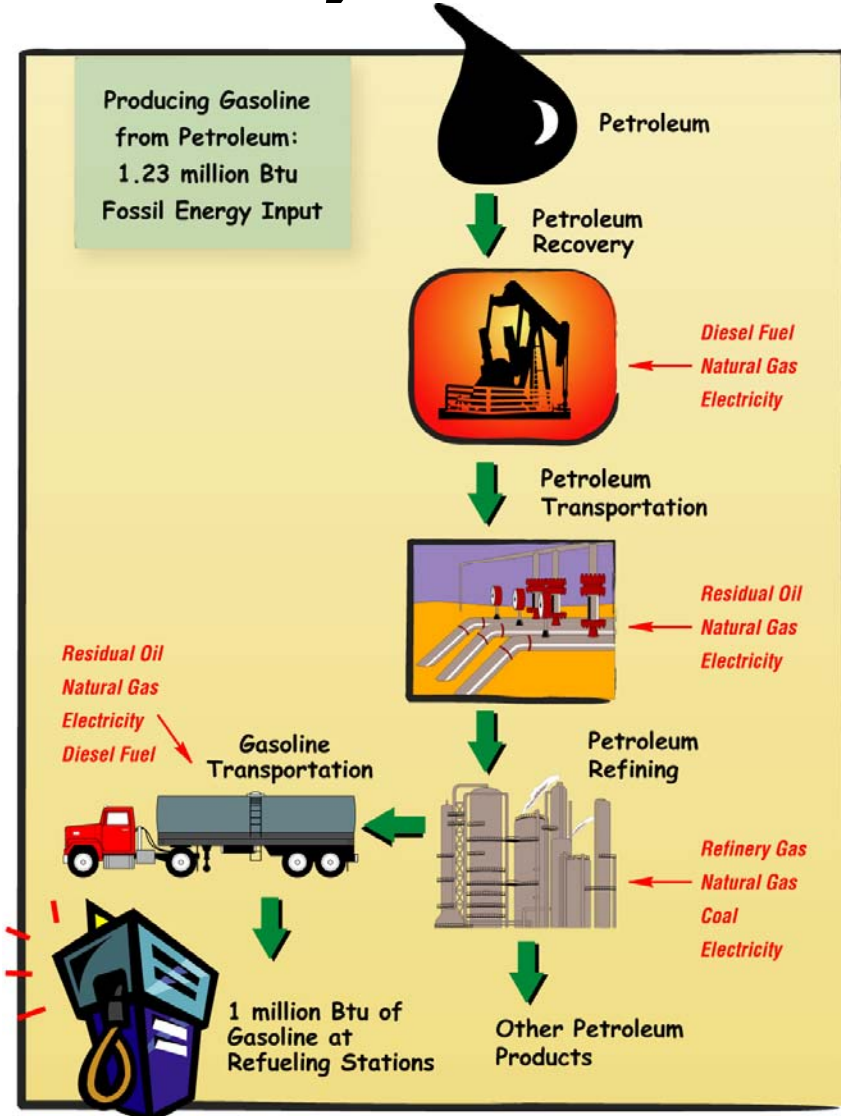 Producing Gasoline
from Petroleum:
1.23 million Btu
Fossil Energy Input
Petroleum
Petroleum
Recovery
Diesel Fuel
Natural Gas
Electricity
Petroleum
Transportation
Residual Oil
Natural Gas
Electricity
Residual Oil
Natural Gas
Electricity
Diesel Fuel
Gasoline
Transportation
Petroleum
Refining
Refinery Gas
Natural Gas
Coal
Electricity
1 million Btu of
Gasoline at
Refueling Stations
Other Petroleum
Products